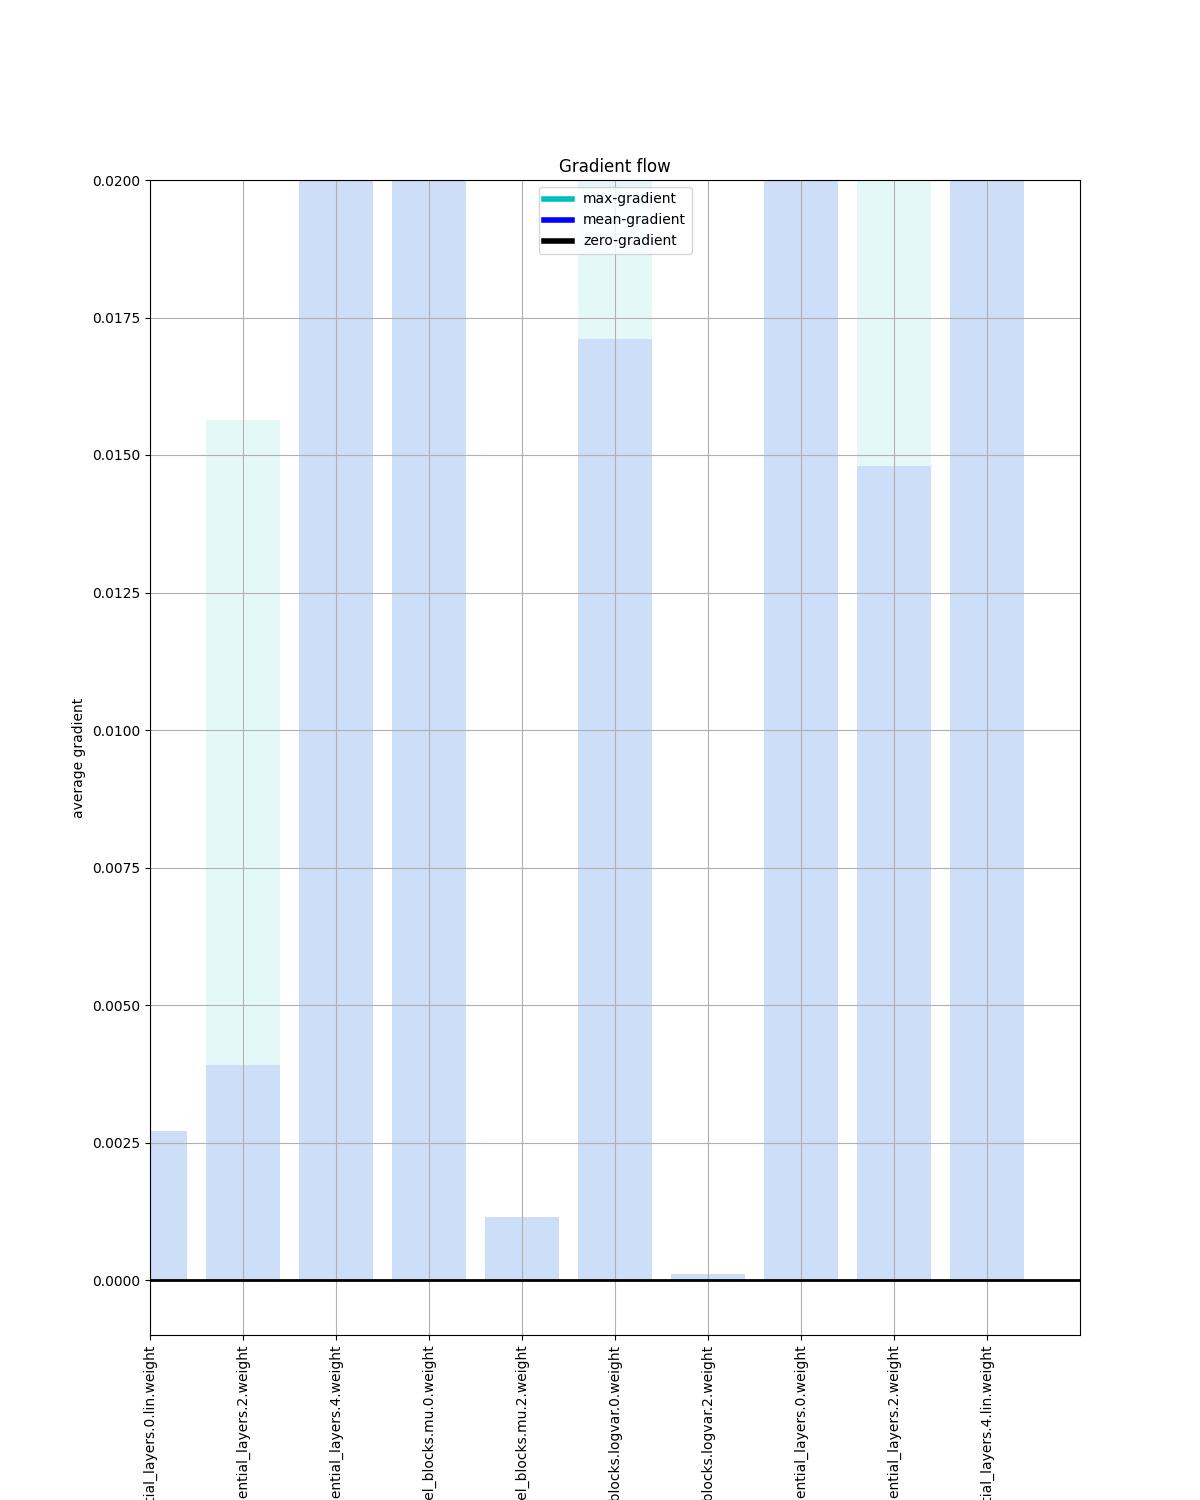 Gradient flow
max-gradient
mean-gradient
zero-gradient
0.0200
0.0175
0.0150
0.0125
0.0100
0.0075
0.0050
0.0025
0.0000
average gradient
tial_layers.0.lin.weight
ential_layers.2.weight
ential_layers.4.weight
el_blocks.mu.0.weight
el_blocks.mu.2.weight
blocks.logvar.0.weight
blocks.logvar.2.weight
ential_layers.0.weight
ential_layers.2.weight
tial_layers.4.lin.weight